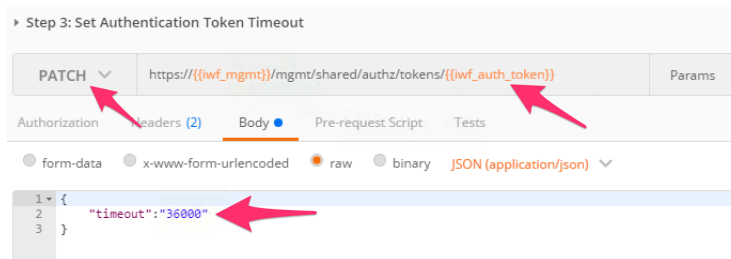 Step 3: Set Authentication Token Timeout
PATCH https://{{iwf_mgmt}}/mgmt/shared/authz/tokens/{{iwf_auth_token}} Params
Authorization Headers (2) Body Pre-request Script Tests
form-data x-www-form-urlencoded raw binary JSON (application/json)
1 {
2 "timeout":"36000"
3 }